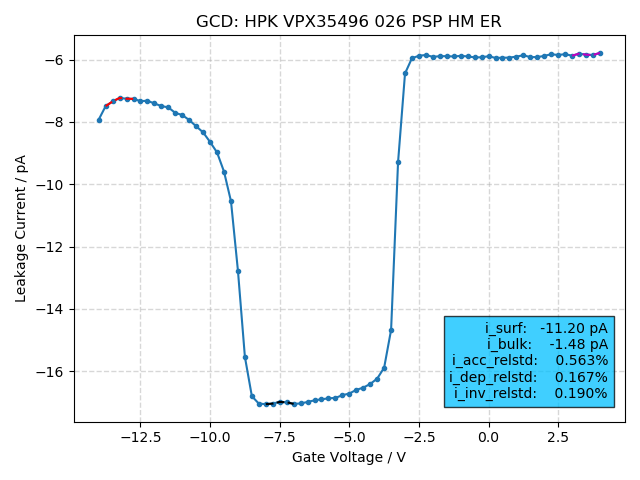 GCD: HPK VPX35496 026 PSP HM ER
Leakage Current / pA
−6
−8
−10
−12
−14
−16
i_surf: -11.20 pA
i_bulk: -1.48 pA
i_acc_relstd: 0.563%
i_dep_relstd: 0.167%
i_inv_relstd: 0.190%
−12.5 −10.0 −7.5 −5.0 −2.5 0.0 2.5
Gate Voltage / V